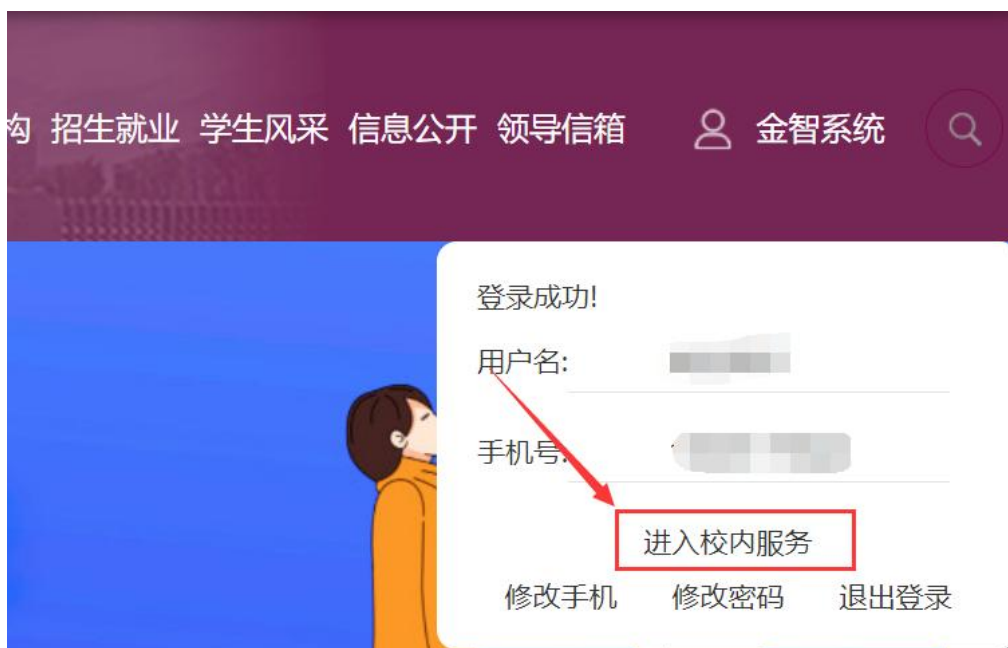 构 招生就业 学生风采 信息公开 领导信箱 金智系统
登录成功!
用户名:
手机号:
进入校内服务
修改手机 修改密码 退出登录